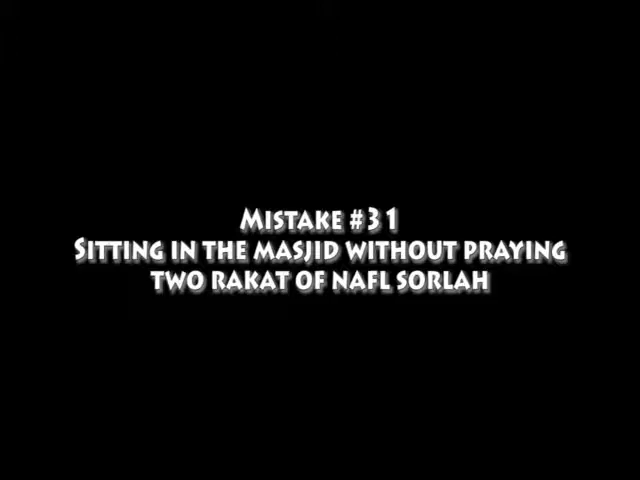 Mistake #31
Sitting in the masjid without praying
two rakat of nafl sorlah